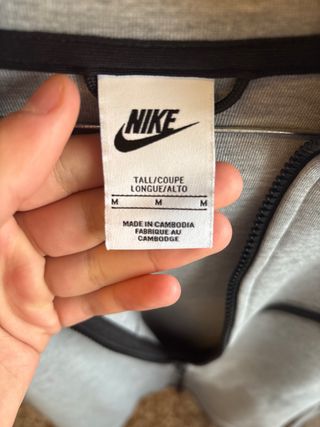 NIKE
TALL/COUPE
LONGUE/ALTO
M M M
MADE IN CAMBODIA
FABRIQUE AU
CAMBODGE